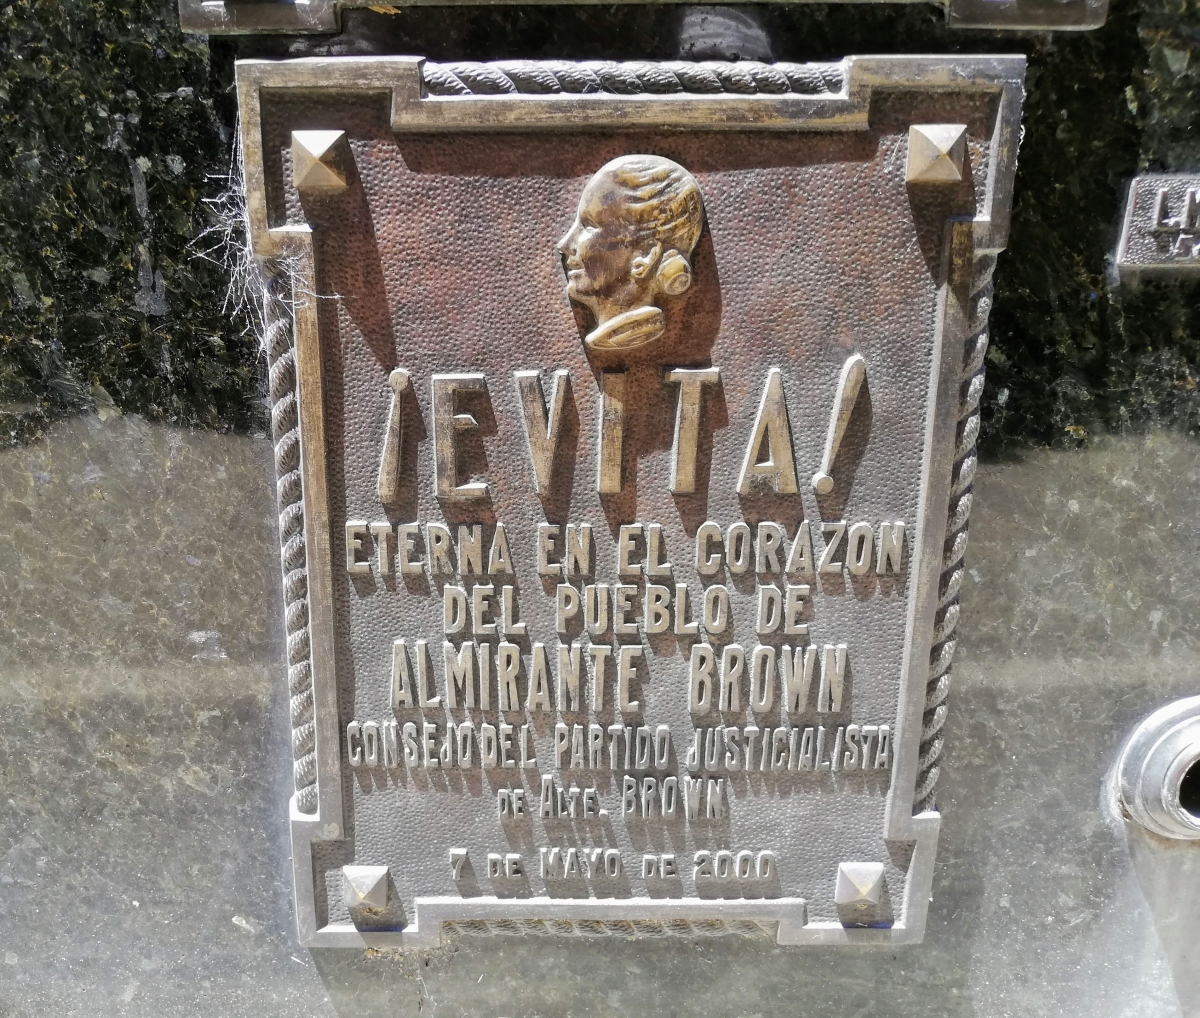 ¡EVITA!
ETERNA EN EL CORAZON
DEL PUEBLO DE
ALMIRANTE BROWN
CONSEJO DEL PARTIDO JUSTICIALISTA
DE ALTE. BROWN
7 DE MAYO DE 2000